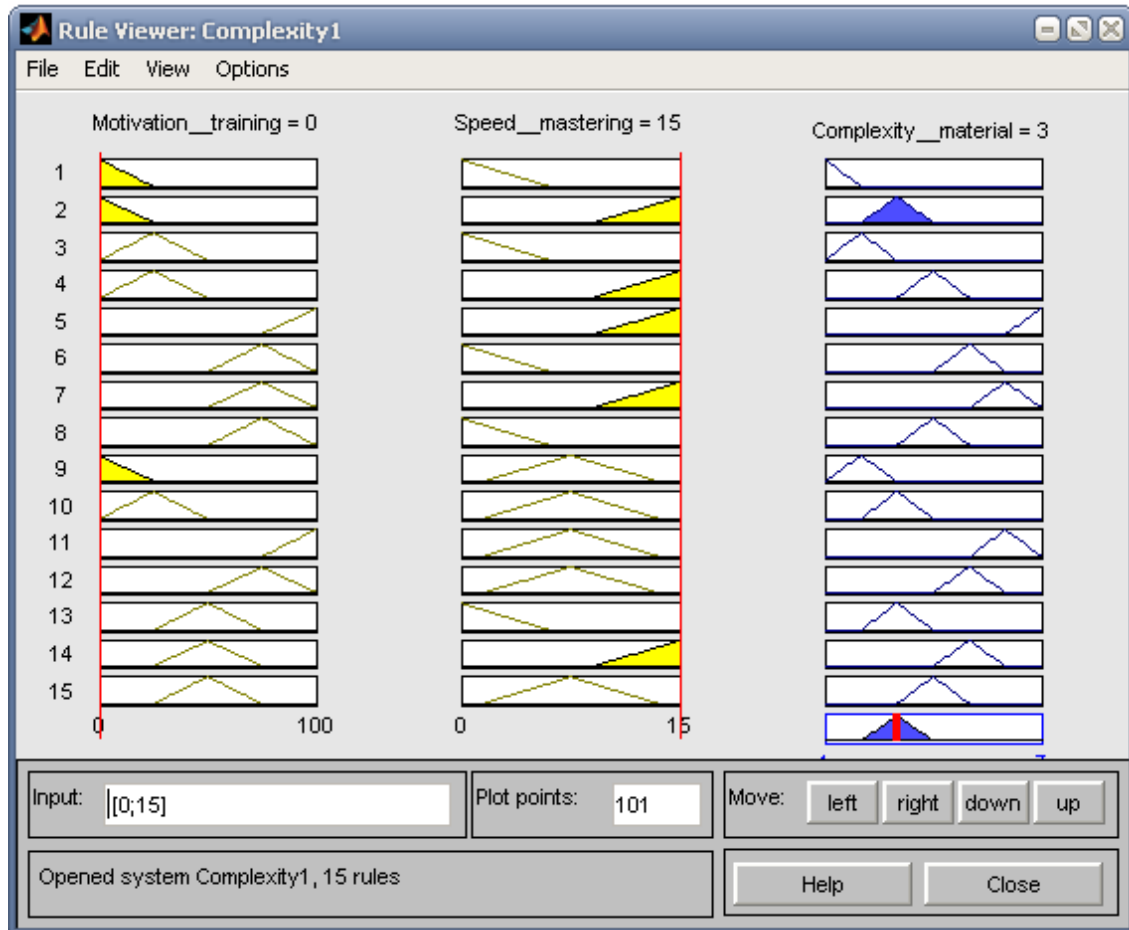 Rule Viewer: Complexity1
File Edit View Options
Motivation__training = 0
Speed__mastering = 15
Complexity__material = 3
1
2
3
4
5
6
7
8
9
10
11
12
13
14
15
0 100
0 15
Input: [0;15]
Plot points: 101
Move: left right down up
Opened system Complexity1, 15 rules
Help Close